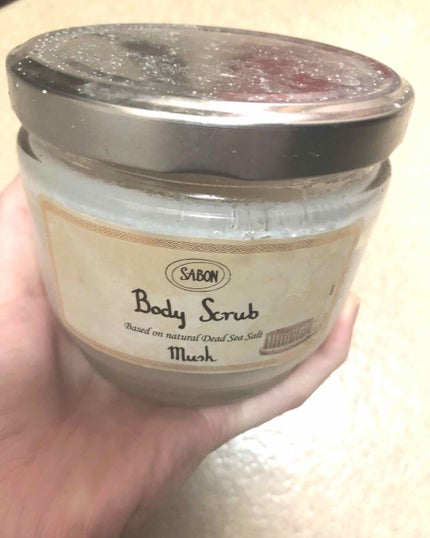 SABON
Body Scrub
Based on natural Dead Sea Salt
Musk